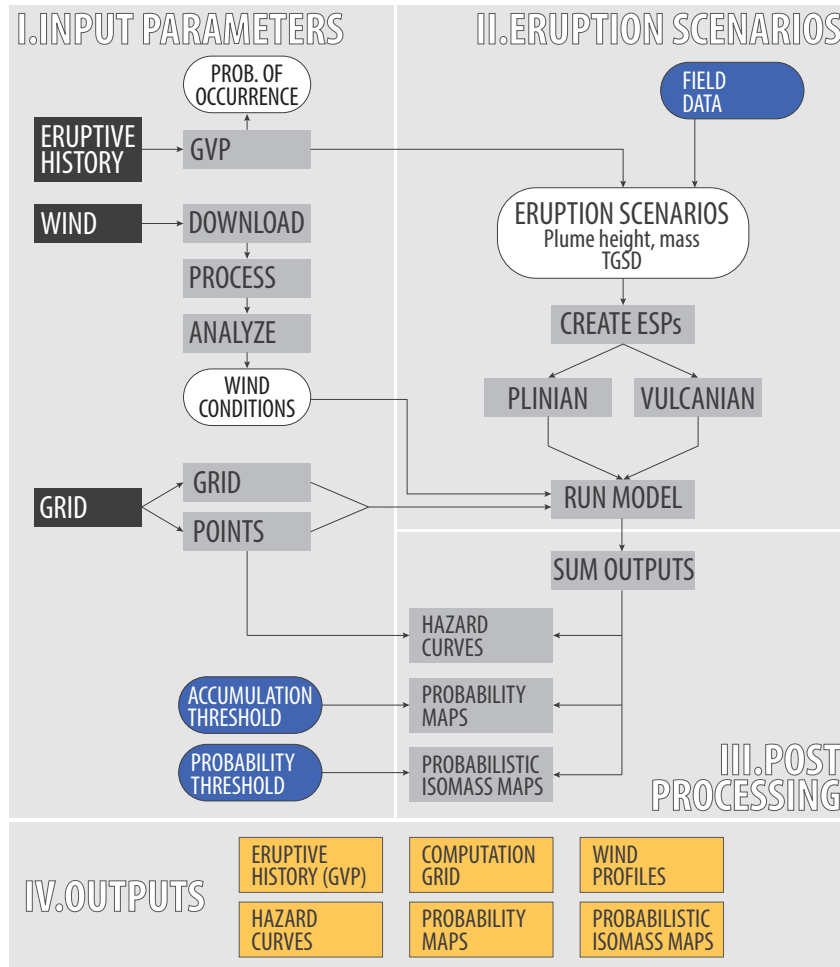 I.INPUT PARAMETERS
II.ERUPTION SCENARIOS
PROB. OF
OCCURRENCE
FIELD
DATA
ERUPTIVE
HISTORY
GVP
WIND
DOWNLOAD
ERUPTION SCENARIOS
Plume height, mass
TGSD
PROCESS
ANALYZE
CREATE ESPs
WIND
CONDITIONS
PLINIAN
VULCANIAN
GRID
GRID
POINTS
RUN MODEL
SUM OUTPUTS
HAZARD
CURVES
ACCUMULATION
THRESHOLD
PROBABILITY
MAPS
PROBABILITY
THRESHOLD
PROBABILISTIC
ISOMASS MAPS
III.POST
PROCESSING
IV.OUTPUTS
ERUPTIVE
HISTORY (GVP)
COMPUTATION
GRID
WIND
PROFILES
HAZARD
CURVES
PROBABILITY
MAPS
PROBABILISTIC
ISOMASS MAPS